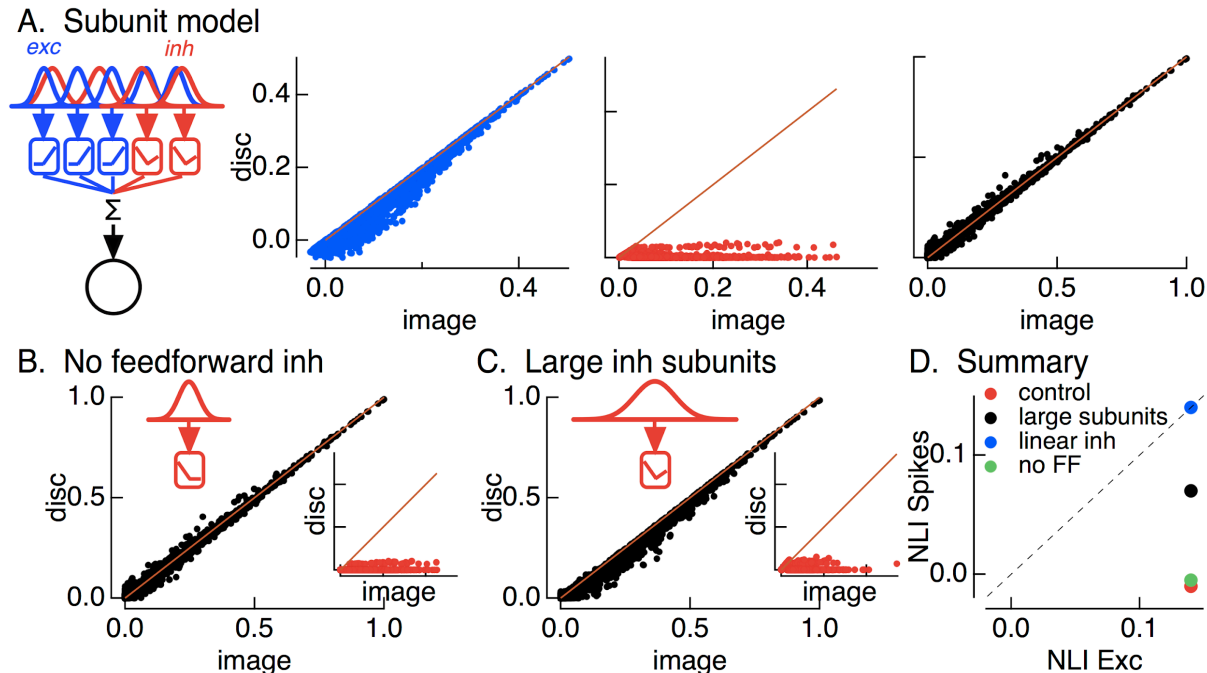 A. Subunit model
exc
inh
Σ
0.4
0.2
0.0
disc
0.0
0.4
image
0.0
0.2
0.4
image
0.0
0.5
1.0
image
B. No feedforward inh
1.0
0.5
0.0
disc
0.0
0.5
1.0
image
disc
image
C. Large inh subunits
1.0
0.5
0.0
disc
0.0
0.5
1.0
image
disc
image
D. Summary
control
large subunits
linear inh
no FF
0.1
0.0
NLI Spikes
0.0
0.1
NLI Exc